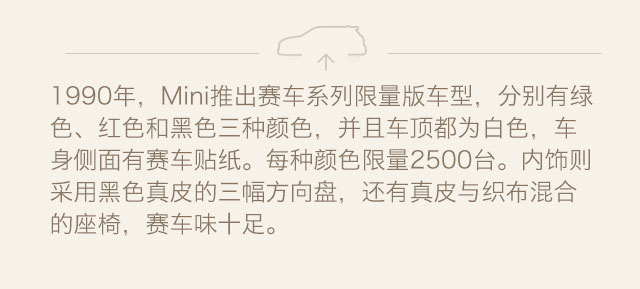 1990年，Mini推出赛车系列限量版车型，分别有绿
色、红色和黑色三种颜色，并且车顶都为白色，车
身侧面有赛车贴纸。每种颜色限量2500台。内饰则
采用黑色真皮的三幅方向盘，还有真皮与织布混合
的座椅，赛车味十足。